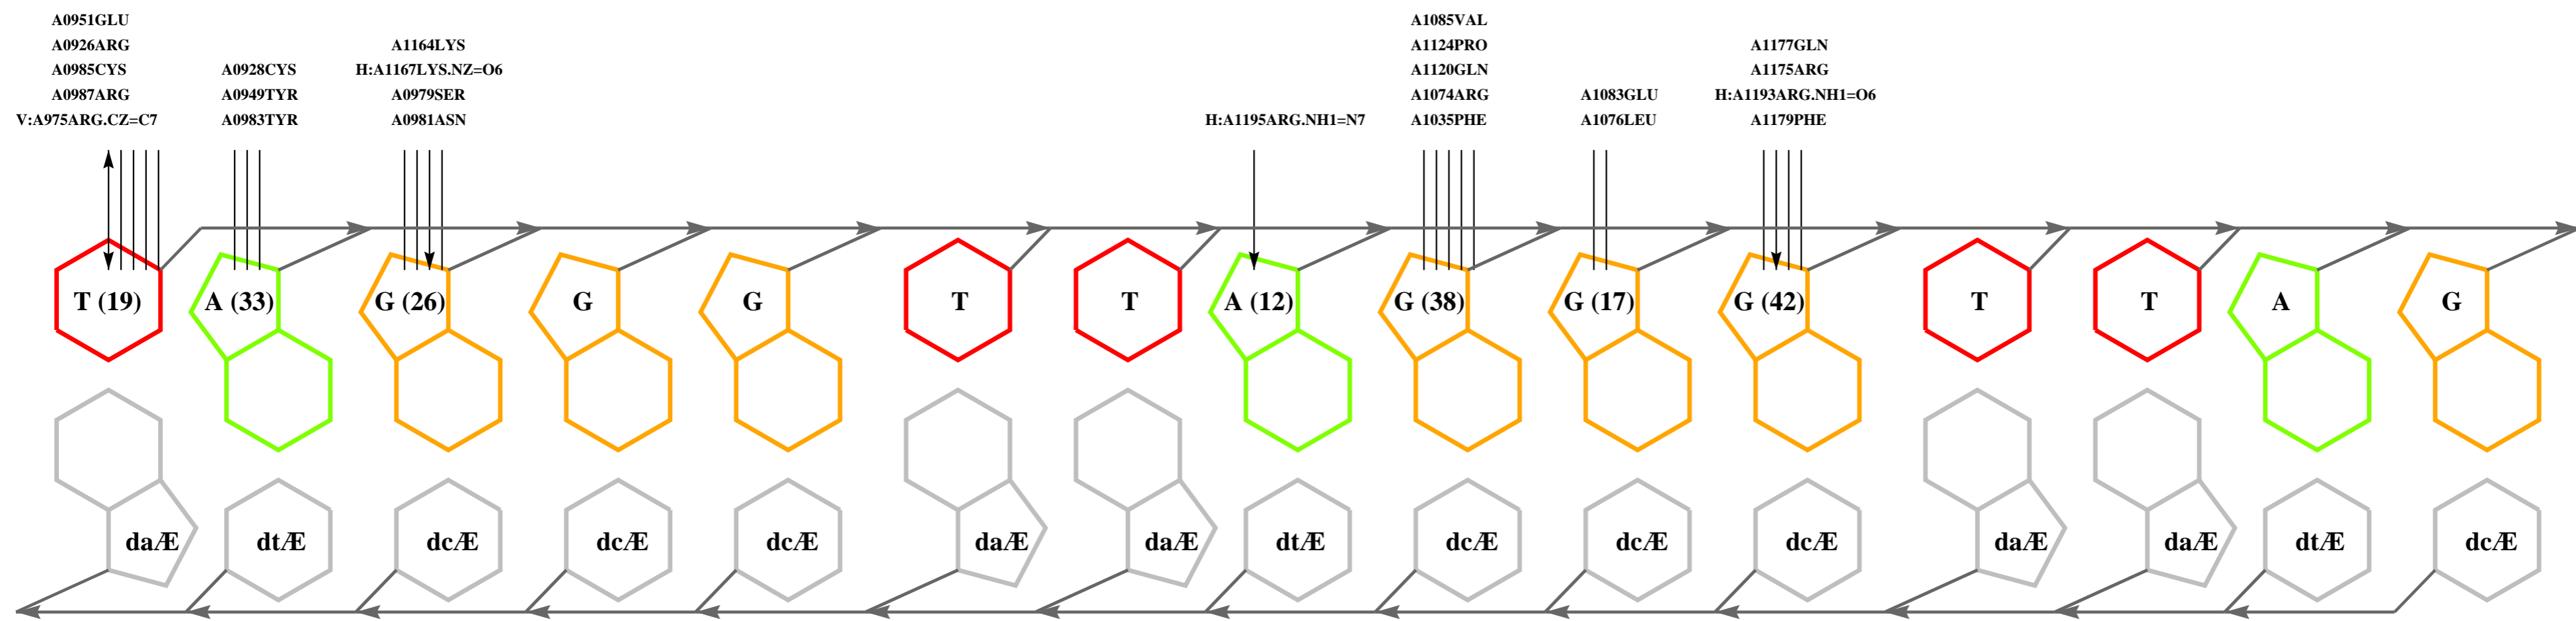 A0951GLU
A0926ARG
A0985CYS
A0987ARG
V:A975ARG.CZ=C7
A0928CYS
A0949TYR
A0983TYR
A1164LYS
H:A1167LYS.NZ=O6
A0979SER
A0981ASN
H:A1195ARG.NH1=N7
A1085VAL
A1124PRO
A1120GLN
A1074ARG
A1035PHE
A1083GLU
A1076LEU
A1177GLN
A1175ARG
H:A1193ARG.NH1=O6
A1179PHE
T (19) A (33) G (26) G G T T A (12) G (38) G (17) G (42) T T A G
daÆ dtÆ dcÆ dcÆ dcÆ daÆ daÆ dtÆ dcÆ dcÆ dcÆ daÆ daÆ dtÆ dcÆ